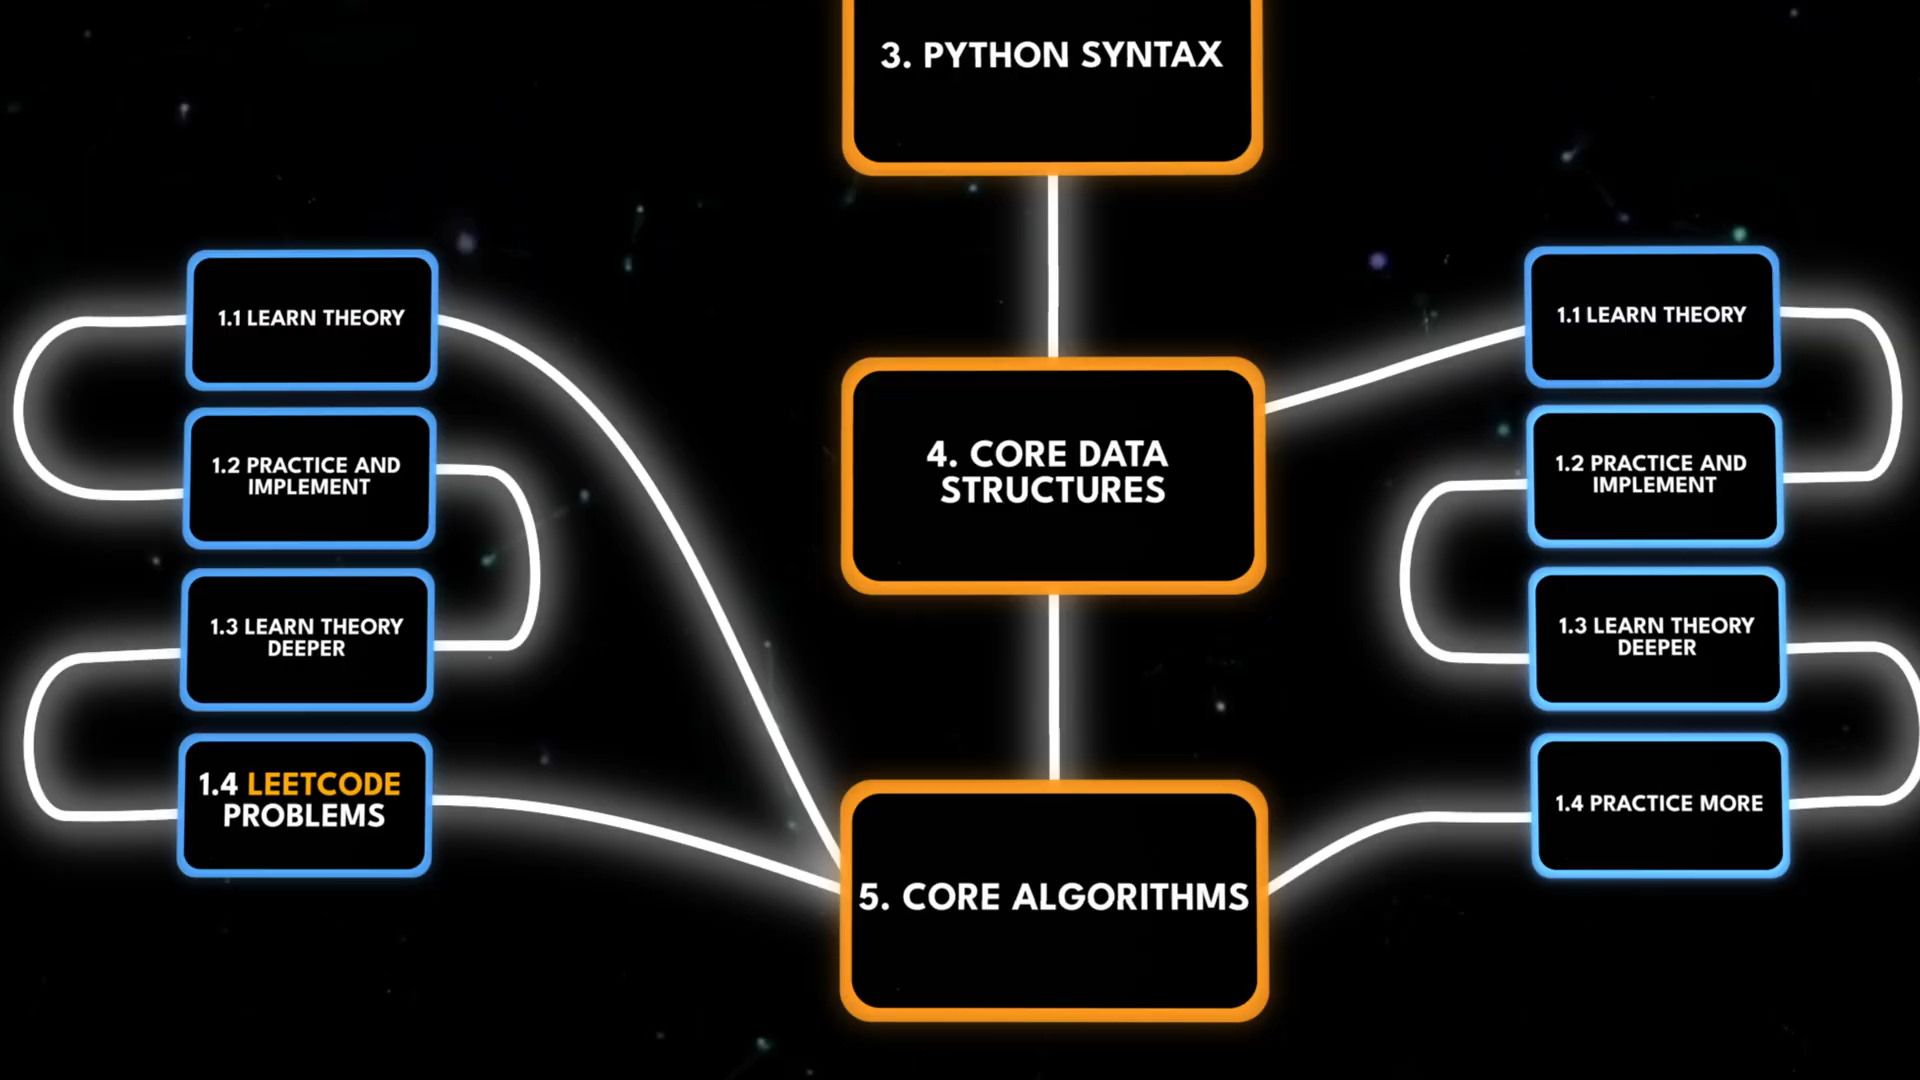 3. PYTHON SYNTAX
1.1 LEARN THEORY
1.2 PRACTICE AND
IMPLEMENT
1.3 LEARN THEORY
DEEPER
1.4 LEETCODE
PROBLEMS
4. CORE DATA
STRUCTURES
5. CORE ALGORITHMS
1.1 LEARN THEORY
1.2 PRACTICE AND
IMPLEMENT
1.3 LEARN THEORY
DEEPER
1.4 PRACTICE MORE